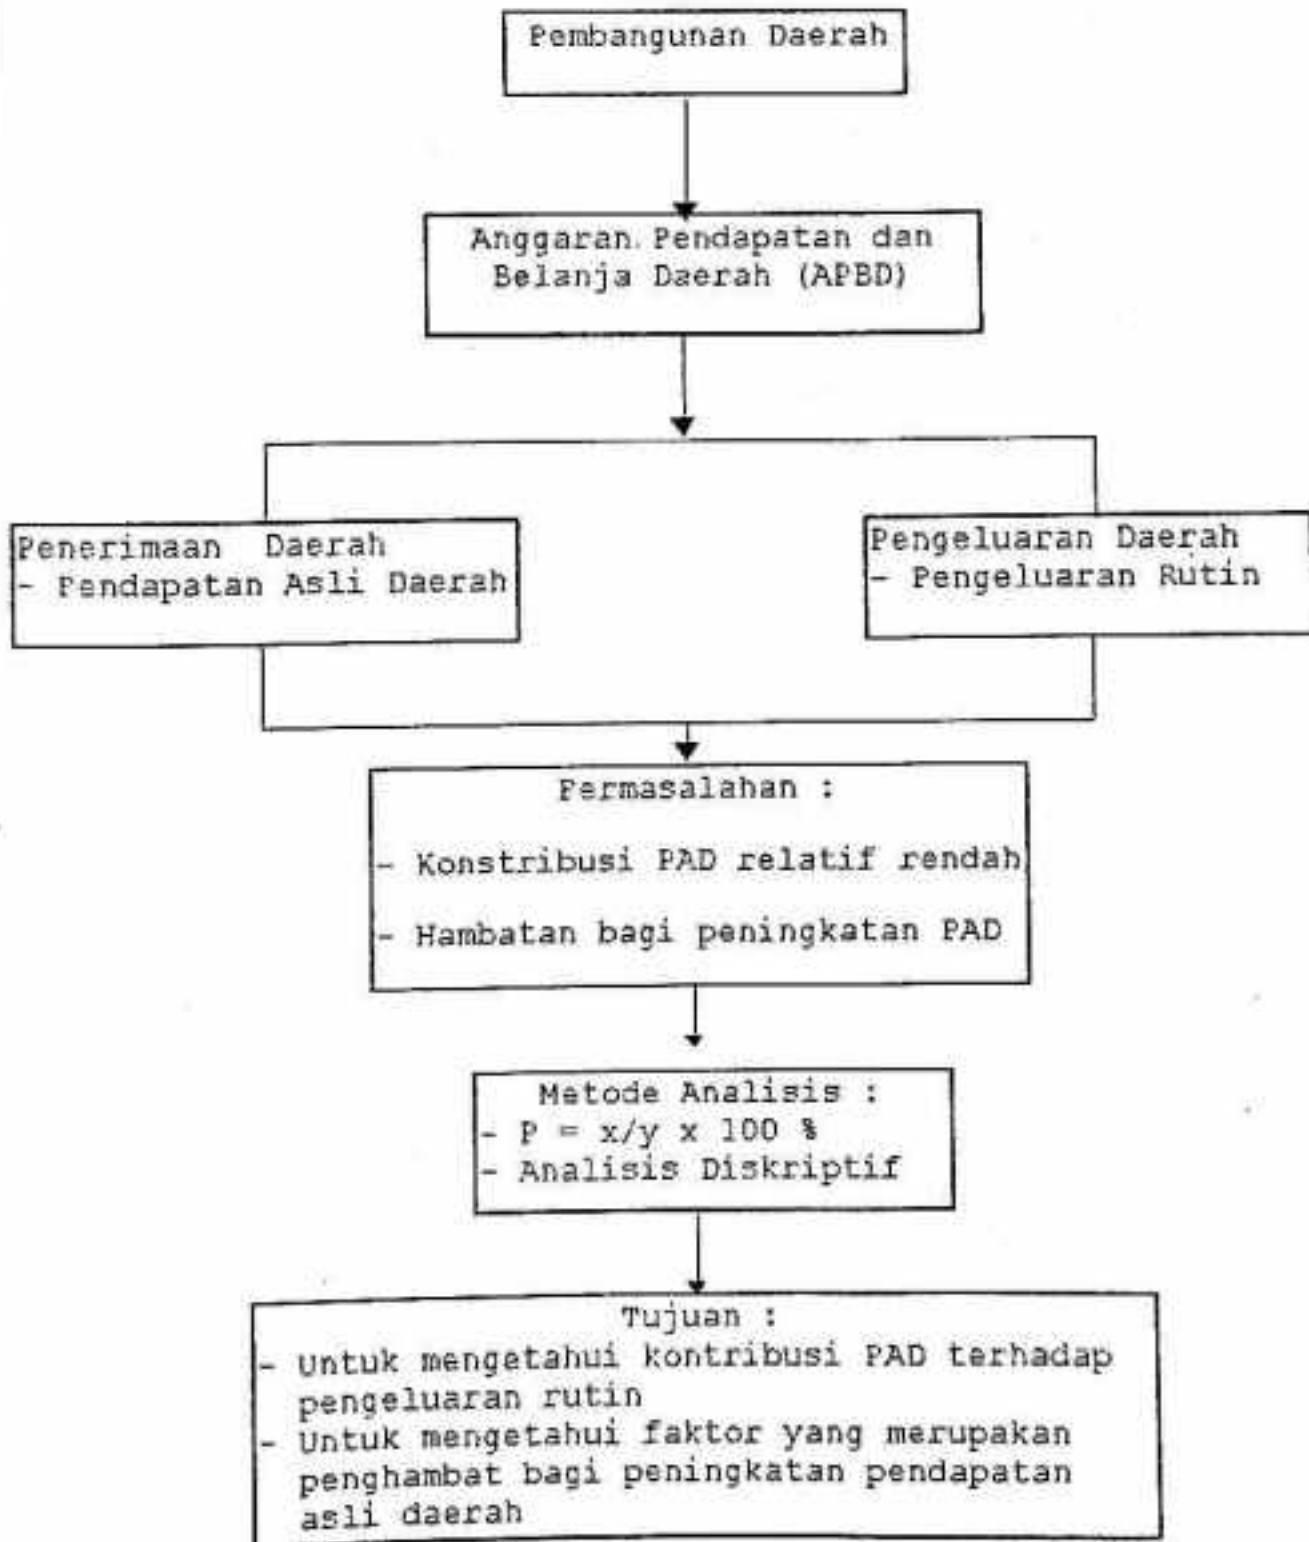 Pembangunan Daerah
Anggaran Pendapatan dan
Belanja Daerah (APBD)
Penerimaan Daerah
- Pendapatan Asli Daerah
Pengeluaran Daerah
- Pengeluaran Rutin
Permasalahan :
- Konstribusi PAD relatif rendah
- Hambatan bagi peningkatan PAD
Metode Analisis :
- P = x/y x 100 %
- Analisis Diskriptif
Tujuan :
- Untuk mengetahui kontribusi PAD terhadap
pengeluaran rutin
- Untuk mengetahui faktor yang merupakan
penghambat bagi peningkatan pendapatan
asli daerah